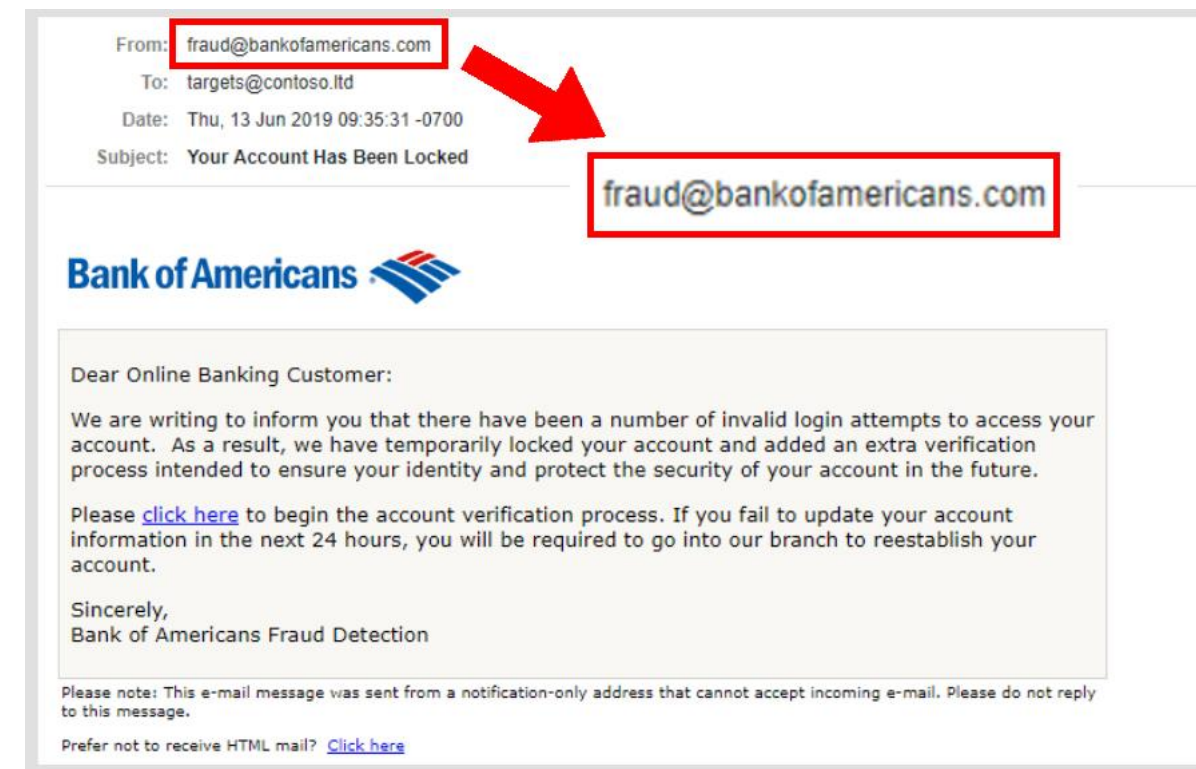 From: fraud@bankofamericans.com
To: targets@contoso.ltd
Date: Thu, 13 Jun 2019 09:35:31 -0700
Subject: Your Account Has Been Locked
fraud@bankofamericans.com
Bank of Americans
Dear Online Banking Customer:
We are writing to inform you that there have been a number of invalid login attempts to access your
account.  As a result, we have temporarily locked your account and added an extra verification
process intended to ensure your identity and protect the security of your account in the future.
Please click here to begin the account verification process. If you fail to update your account
information in the next 24 hours, you will be required to go into our branch to reestablish your
account.
Sincerely,
Bank of Americans Fraud Detection
Please note: This e-mail message was sent from a notification-only address that cannot accept incoming e-mail. Please do not reply
to this message.
Prefer not to receive HTML mail? Click here